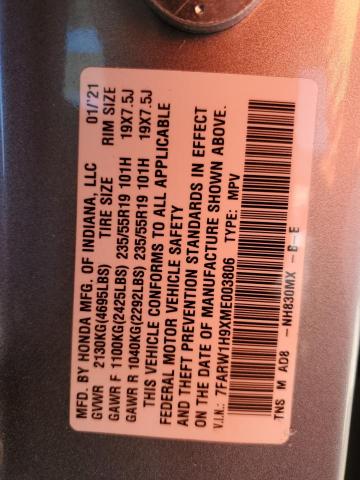 MFD. BY HONDA MFG. OF INDIANA, LLC 01/'21
GVWR 2130KG(4695LBS) TIRE SIZE RIM SIZE
GAWR F 1100KG(2425LBS) 235/55R19 101H 19X7.5J
GAWR R 1040KG(2292LBS) 235/55R19 101H 19X7.5J
THIS VEHICLE CONFORMS TO ALL APPLICABLE
FEDERAL MOTOR VEHICLE SAFETY
AND THEFT PREVENTION STANDARDS IN EFFECT
ON THE DATE OF MANUFACTURE SHOWN ABOVE.
V.I.N.: 7FARW1H9XME003806 TYPE: MPV
TNS M AD8 -NH830MX -B-E